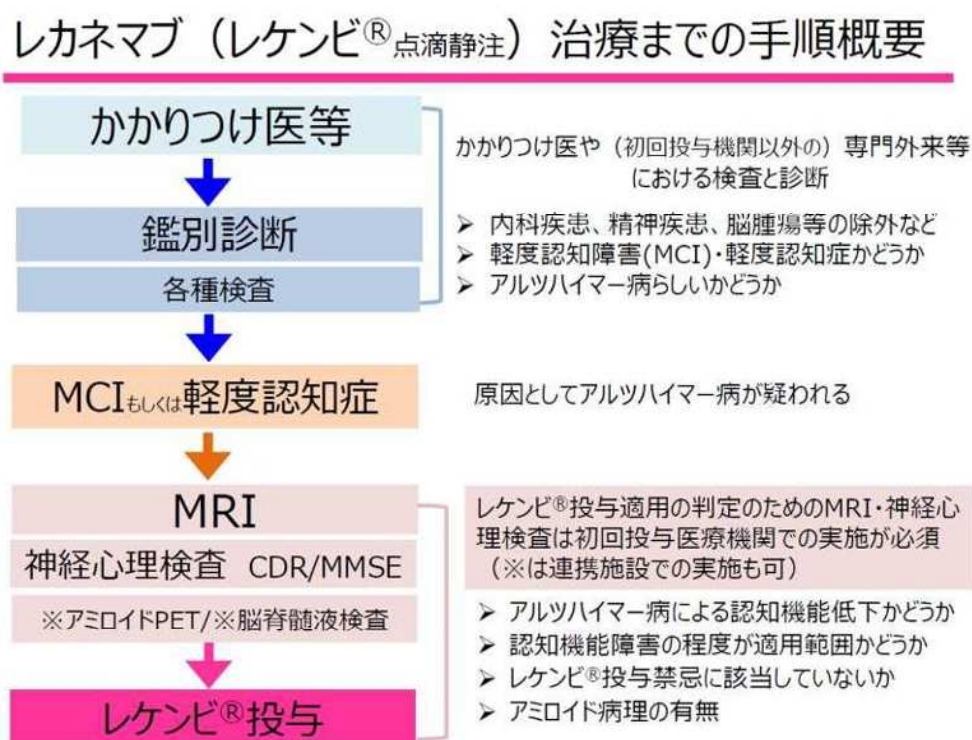 レカネマブ（レケンビ®点滴静注）治療までの手順概要
かかりつけ医等
鑑別診断
各種検査
かかりつけ医や（初回投与機関以外の）専門外来等
における検査と診断
➢ 内科疾患、精神疾患、脳腫瘍等の除外など
➢ 軽度認知障害(MCI)・軽度認知症かどうか
➢ アルツハイマー病らしいかどうか
MCIもしくは軽度認知症
原因としてアルツハイマー病が疑われる
MRI
神経心理検査 CDR/MMSE
※アミロイドPET/※脳脊髄液検査
レケンビ®投与
レケンビ®投与適用の判定のためのMRI・神経心
理検査は初回投与医療機関での実施が必須
（※は連携施設での実施も可）
➢ アルツハイマー病による認知機能低下かどうか
➢ 認知機能障害の程度が適用範囲かどうか
➢ レケンビ®投与禁忌に該当していないか
➢ アミロイド病理の有無